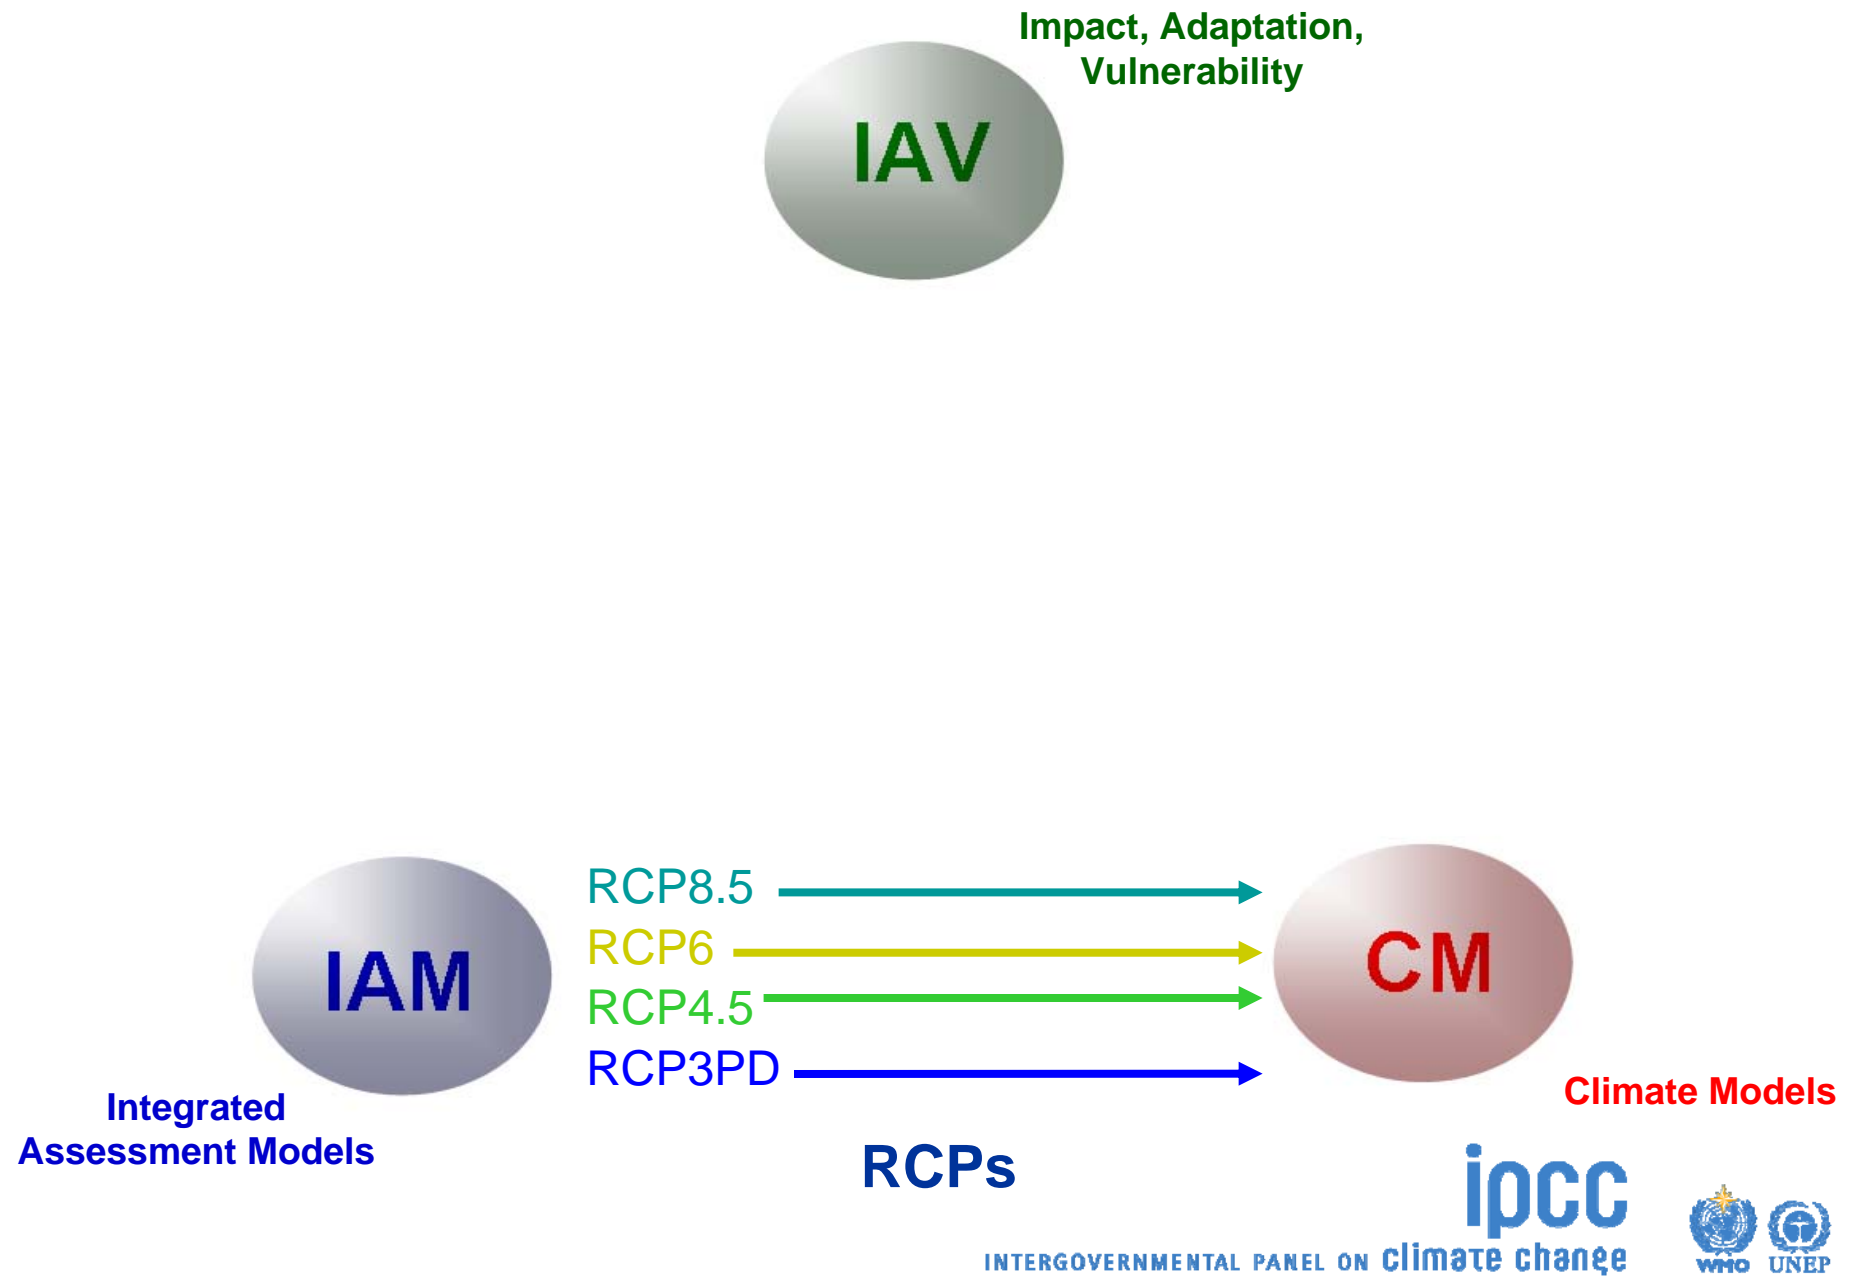 Impact, Adaptation,
Vulnerability
IAV
RCP8.5
RCP6
RCP4.5
RCP3PD
IAM
CM
Integrated
Assessment Models
Climate Models
RCPs
ipcc
INTERGOVERNMENTAL PANEL ON climate change
WMO
UNEP